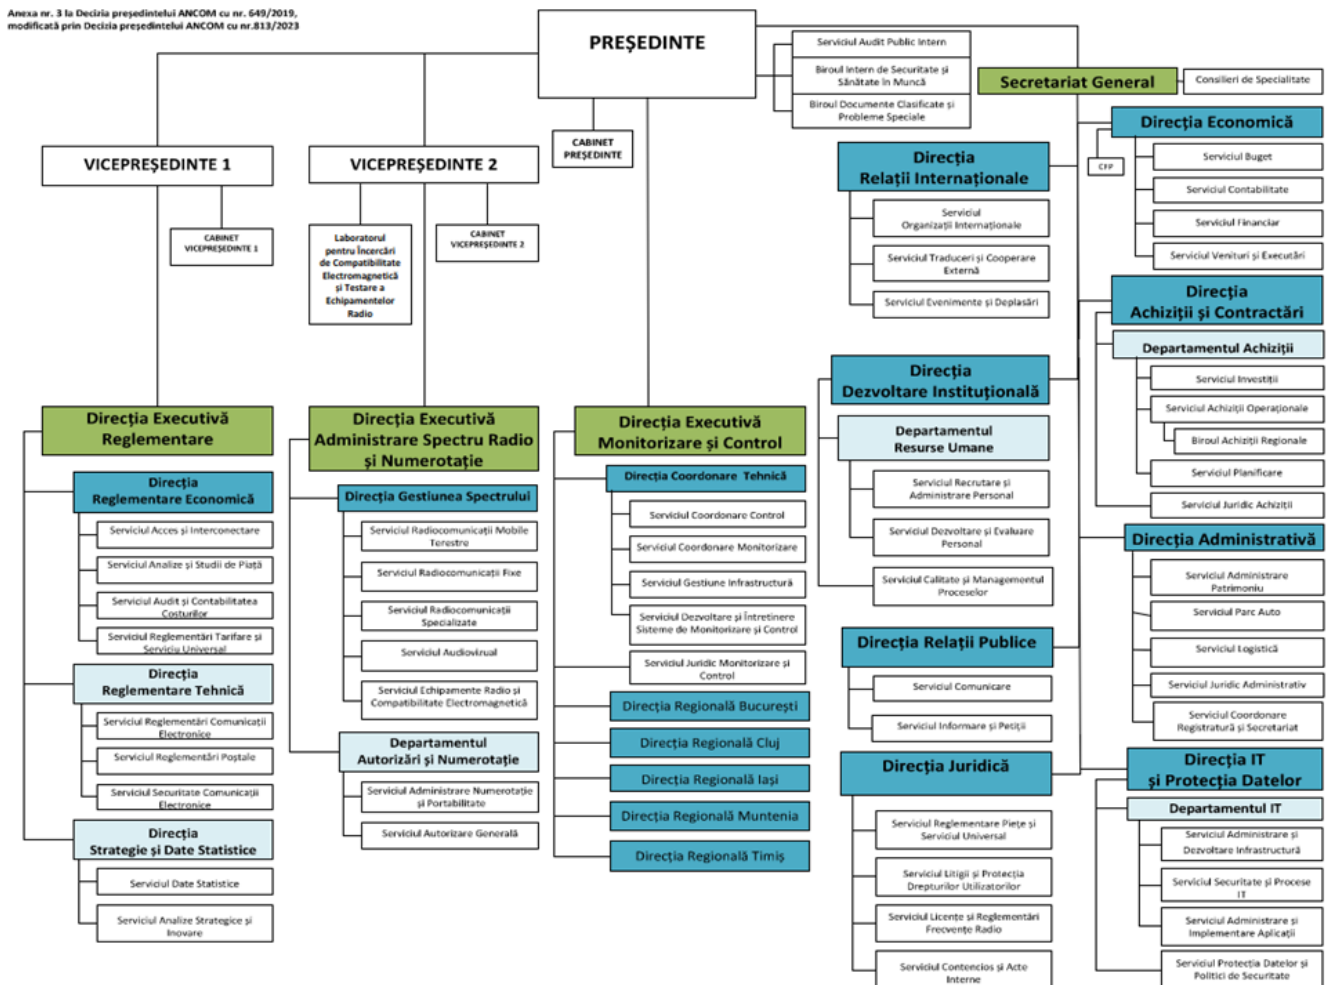 Anexa nr. 3 la Decizia președintelui ANCOM cu nr. 649/2019,
modificată prin Decizia președintelui ANCOM cu nr.813/2023
PREȘEDINTE
Serviciul Audit Public Intern
Biroul Intern de Securitate și
Sănătate în Muncă
Biroul Documente Clasificate și
Probleme Speciale
CABINET
PREȘEDINTE
Secretariat General
Consilieri de Specialitate
VICEPREȘEDINTE 1
CABINET
VICEPREȘEDINTE 1
VICEPREȘEDINTE 2
Laboratorul
pentru Încercări
de Compatibilitate
Electromagnetică
și Testare a
Echipamentelor
Radio
CABINET
VICEPREȘEDINTE 2
Direcția Executivă
Reglementare
Direcția
Reglementare Economică
Serviciul Acces și Interconectare
Serviciul Analize și Studii de Piață
Serviciul Audit și Contabilitatea
Costurilor
Serviciul Reglementări Tarifare și
Serviciu Universal
Direcția
Reglementare Tehnică
Serviciul Reglementări Comunicații
Electronice
Serviciul Reglementări Poștale
Serviciul Securitate Comunicații
Electronice
Direcția
Strategie și Date Statistice
Serviciul Date Statistice
Serviciul Analize Strategice și
Inovare
Direcția Executivă
Administrare Spectru Radio
și Numerotație
Direcția Gestiunea Spectrului
Serviciul Radiocomunicații Mobile
Terestre
Serviciul Radiocomunicații Fixe
Serviciul Radiocomunicații
Specializate
Serviciul Audiovizual
Serviciul Echipamente Radio și
Compatibilitate Electromagnetică
Departamentul
Autorizări și Numerotație
Serviciul Administrare Numerotație
și Portabilitate
Serviciul Autorizare Generală
Direcția Executivă
Monitorizare și Control
Direcția Coordonare Tehnică
Serviciul Coordonare Control
Serviciul Coordonare Monitorizare
Serviciul Gestiune Infrastructură
Serviciul Dezvoltare și Întretinere
Sisteme de Monitorizare și Control
Serviciul Juridic Monitorizare și
Control
Direcția Regională București
Direcția Regională Cluj
Direcția Regională Iași
Direcția Regională Muntenia
Direcția Regională Timiș
Direcția
Relații Internaționale
Serviciul
Organizații Internaționale
Serviciul Traduceri și Cooperare
Externă
Serviciul Evenimente și Deplasări
Direcția
Dezvoltare Instituțională
Departamentul
Resurse Umane
Serviciul Recrutare și
Administrare Personal
Serviciul Dezvoltare și Evaluare
Personal
Serviciul Calitate și Managementul
Proceselor
Direcția Relații Publice
Serviciul Comunicare
Serviciul Informare și Petiții
Direcția Juridică
Serviciul Reglementare Piețe și
Serviciul Universal
Serviciul Litigii și Protecția
Drepturilor Utilizatorilor
Serviciul Licențe și Reglementări
Frecvențe Radio
Serviciul Contencios și Acte
Interne
Direcția Economică
CFP
Serviciul Buget
Serviciul Contabilitate
Serviciul Financiar
Serviciul Venituri și Executări
Direcția
Achiziții și Contractări
Departamentul Achiziții
Serviciul Investiții
Serviciul Achiziții Operaționale
Biroul Achiziții Regionale
Serviciul Planificare
Serviciul Juridic Achiziții
Direcția Administrativă
Serviciul Administrare
Patrimoniu
Serviciul Parc Auto
Serviciul Logistică
Serviciul Juridic Administrativ
Serviciul Coordonare
Registratură și Secretariat
Direcția IT
și Protecția Datelor
Departamentul IT
Serviciul Administrare și
Dezvoltare Infrastructură
Serviciul Securitate și Procese
IT
Serviciul Administrare și
Implementare Aplicații
Serviciul Protecția Datelor și
Politici de Securitate